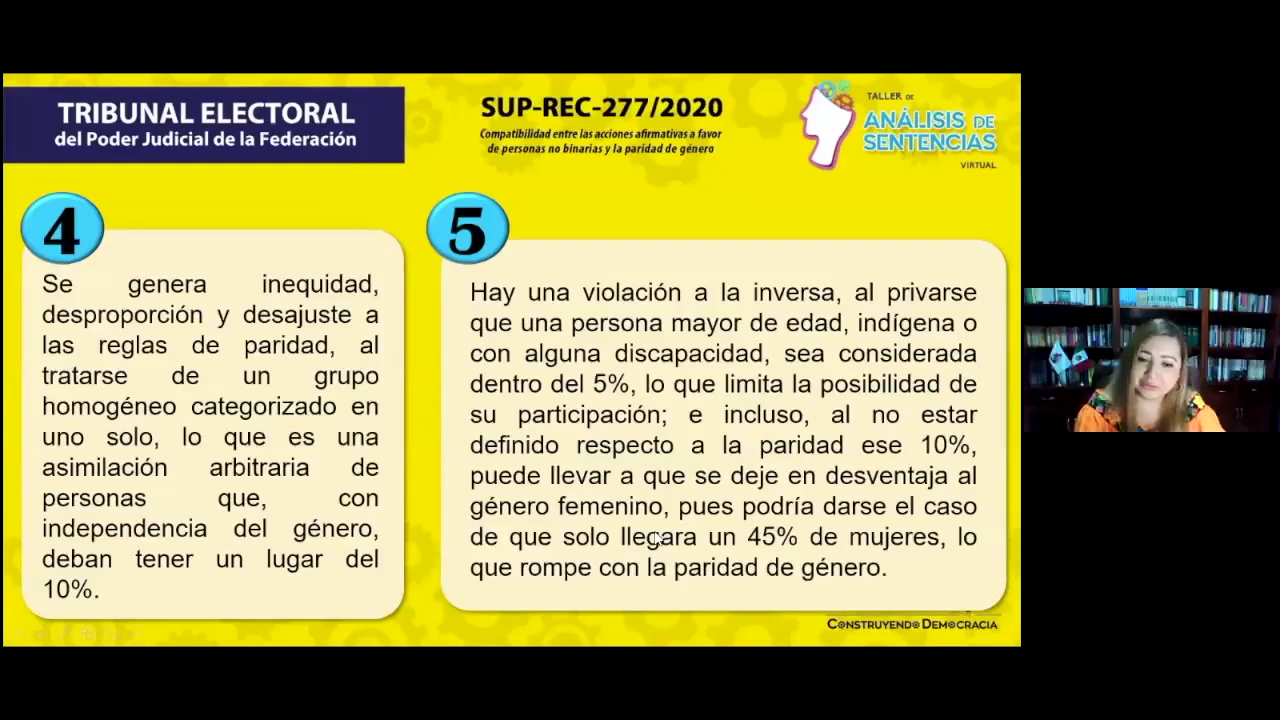 TRIBUNAL ELECTORAL
del Poder Judicial de la Federación
SUP-REC-277/2020
Compatibilidad entre las acciones afirmativas a favor
de personas no binarias y la paridad de género
TALLER DE
ANÁLISIS DE
SENTENCIAS
VIRTUAL
4
Se genera inequidad,
desproporción y desajuste a
las reglas de paridad, al
tratarse de un grupo
homogéneo categorizado en
uno solo, lo que es una
asimilación arbitraria de
personas que, con
independencia del género,
deban tener un lugar del
10%.
5
Hay una violación a la inversa, al privarse
que una persona mayor de edad, indígena o
con alguna discapacidad, sea considerada
dentro del 5%, lo que limita la posibilidad de
su participación; e incluso, al no estar
definido respecto a la paridad ese 10%,
puede llevar a que se deje en desventaja al
género femenino, pues podría darse el caso
de que solo llegara un 45% de mujeres, lo
que rompe con la paridad de género.
CONSTRUYENDO DEMOCRACIA